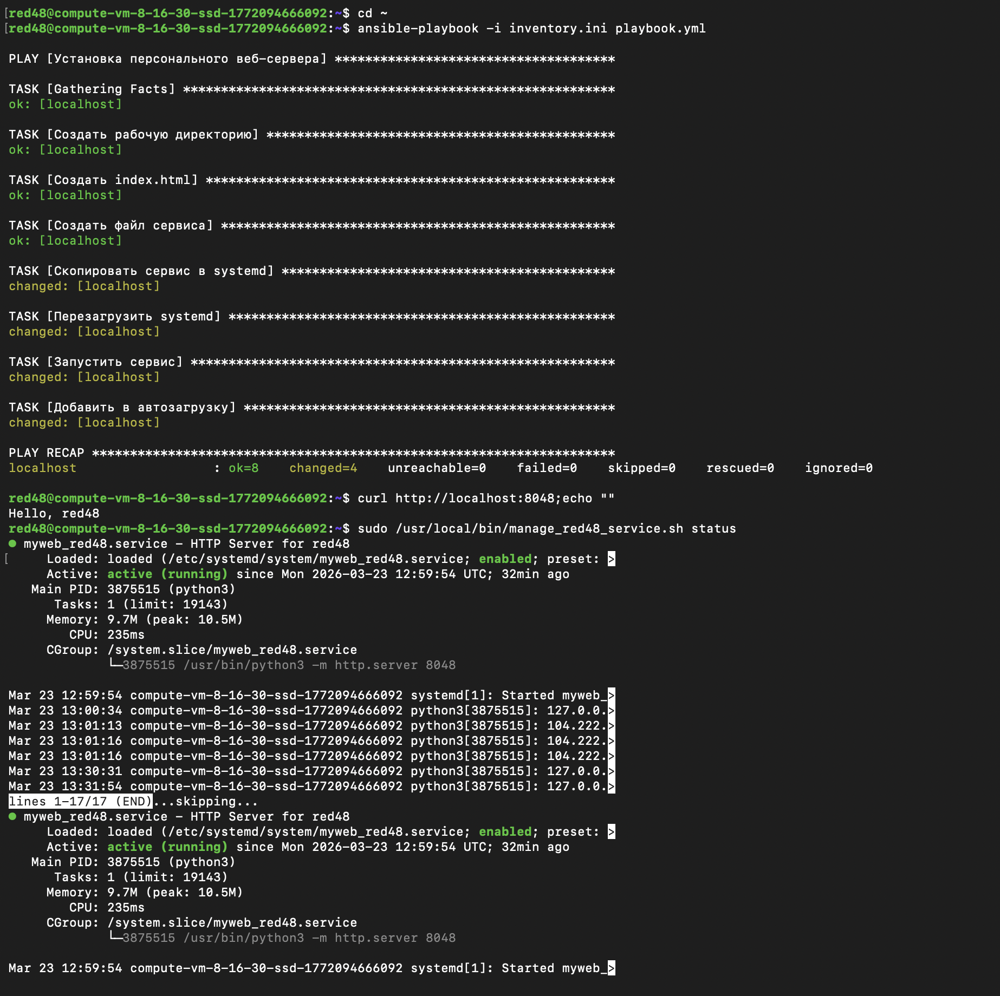 [red48@compute-vm-8-16-30-ssd-1772094666092:~$ cd ~
[red48@compute-vm-8-16-30-ssd-1772094666092:~$ ansible-playbook -i inventory.ini playbook.yml
PLAY [Установка персонального веб-сервера] *************************************
TASK [Gathering Facts] *********************************************************
ok: [localhost]
TASK [Создать рабочую директорию] **********************************************
ok: [localhost]
TASK [Создать index.html] ******************************************************
ok: [localhost]
TASK [Создать файл сервиса] ****************************************************
ok: [localhost]
TASK [Скопировать сервис в systemd] ********************************************
changed: [localhost]
TASK [Перезагрузить systemd] ***************************************************
changed: [localhost]
TASK [Запустить сервис] ********************************************************
changed: [localhost]
TASK [Добавить в автозагрузку] *************************************************
changed: [localhost]
PLAY RECAP *********************************************************************
localhost                  : ok=8    changed=4    unreachable=0    failed=0    skipped=0    rescued=0    ignored=0
red48@compute-vm-8-16-30-ssd-1772094666092:~$ curl http://localhost:8048;echo ""
Hello, red48
red48@compute-vm-8-16-30-ssd-1772094666092:~$ sudo /usr/local/bin/manage_red48_service.sh status
● myweb_red48.service - HTTP Server for red48
[     Loaded: loaded (/etc/systemd/system/myweb_red48.service; enabled; preset: >
     Active: active (running) since Mon 2026-03-23 12:59:54 UTC; 32min ago
   Main PID: 3875515 (python3)
      Tasks: 1 (limit: 19143)
     Memory: 9.7M (peak: 10.5M)
        CPU: 235ms
     CGroup: /system.slice/myweb_red48.service
             └─3875515 /usr/bin/python3 -m http.server 8048
Mar 23 12:59:54 compute-vm-8-16-30-ssd-1772094666092 systemd[1]: Started myweb_>
Mar 23 13:00:34 compute-vm-8-16-30-ssd-1772094666092 python3[3875515]: 127.0.0.>
Mar 23 13:01:13 compute-vm-8-16-30-ssd-1772094666092 python3[3875515]: 104.222.>
Mar 23 13:01:16 compute-vm-8-16-30-ssd-1772094666092 python3[3875515]: 104.222.>
Mar 23 13:01:16 compute-vm-8-16-30-ssd-1772094666092 python3[3875515]: 104.222.>
Mar 23 13:30:31 compute-vm-8-16-30-ssd-1772094666092 python3[3875515]: 127.0.0.>
Mar 23 13:31:54 compute-vm-8-16-30-ssd-1772094666092 python3[3875515]: 127.0.0.>
lines 1-17/17 (END)...skipping...
● myweb_red48.service - HTTP Server for red48
     Loaded: loaded (/etc/systemd/system/myweb_red48.service; enabled; preset: >
     Active: active (running) since Mon 2026-03-23 12:59:54 UTC; 32min ago
   Main PID: 3875515 (python3)
      Tasks: 1 (limit: 19143)
     Memory: 9.7M (peak: 10.5M)
        CPU: 235ms
     CGroup: /system.slice/myweb_red48.service
             └─3875515 /usr/bin/python3 -m http.server 8048
Mar 23 12:59:54 compute-vm-8-16-30-ssd-1772094666092 systemd[1]: Started myweb_>